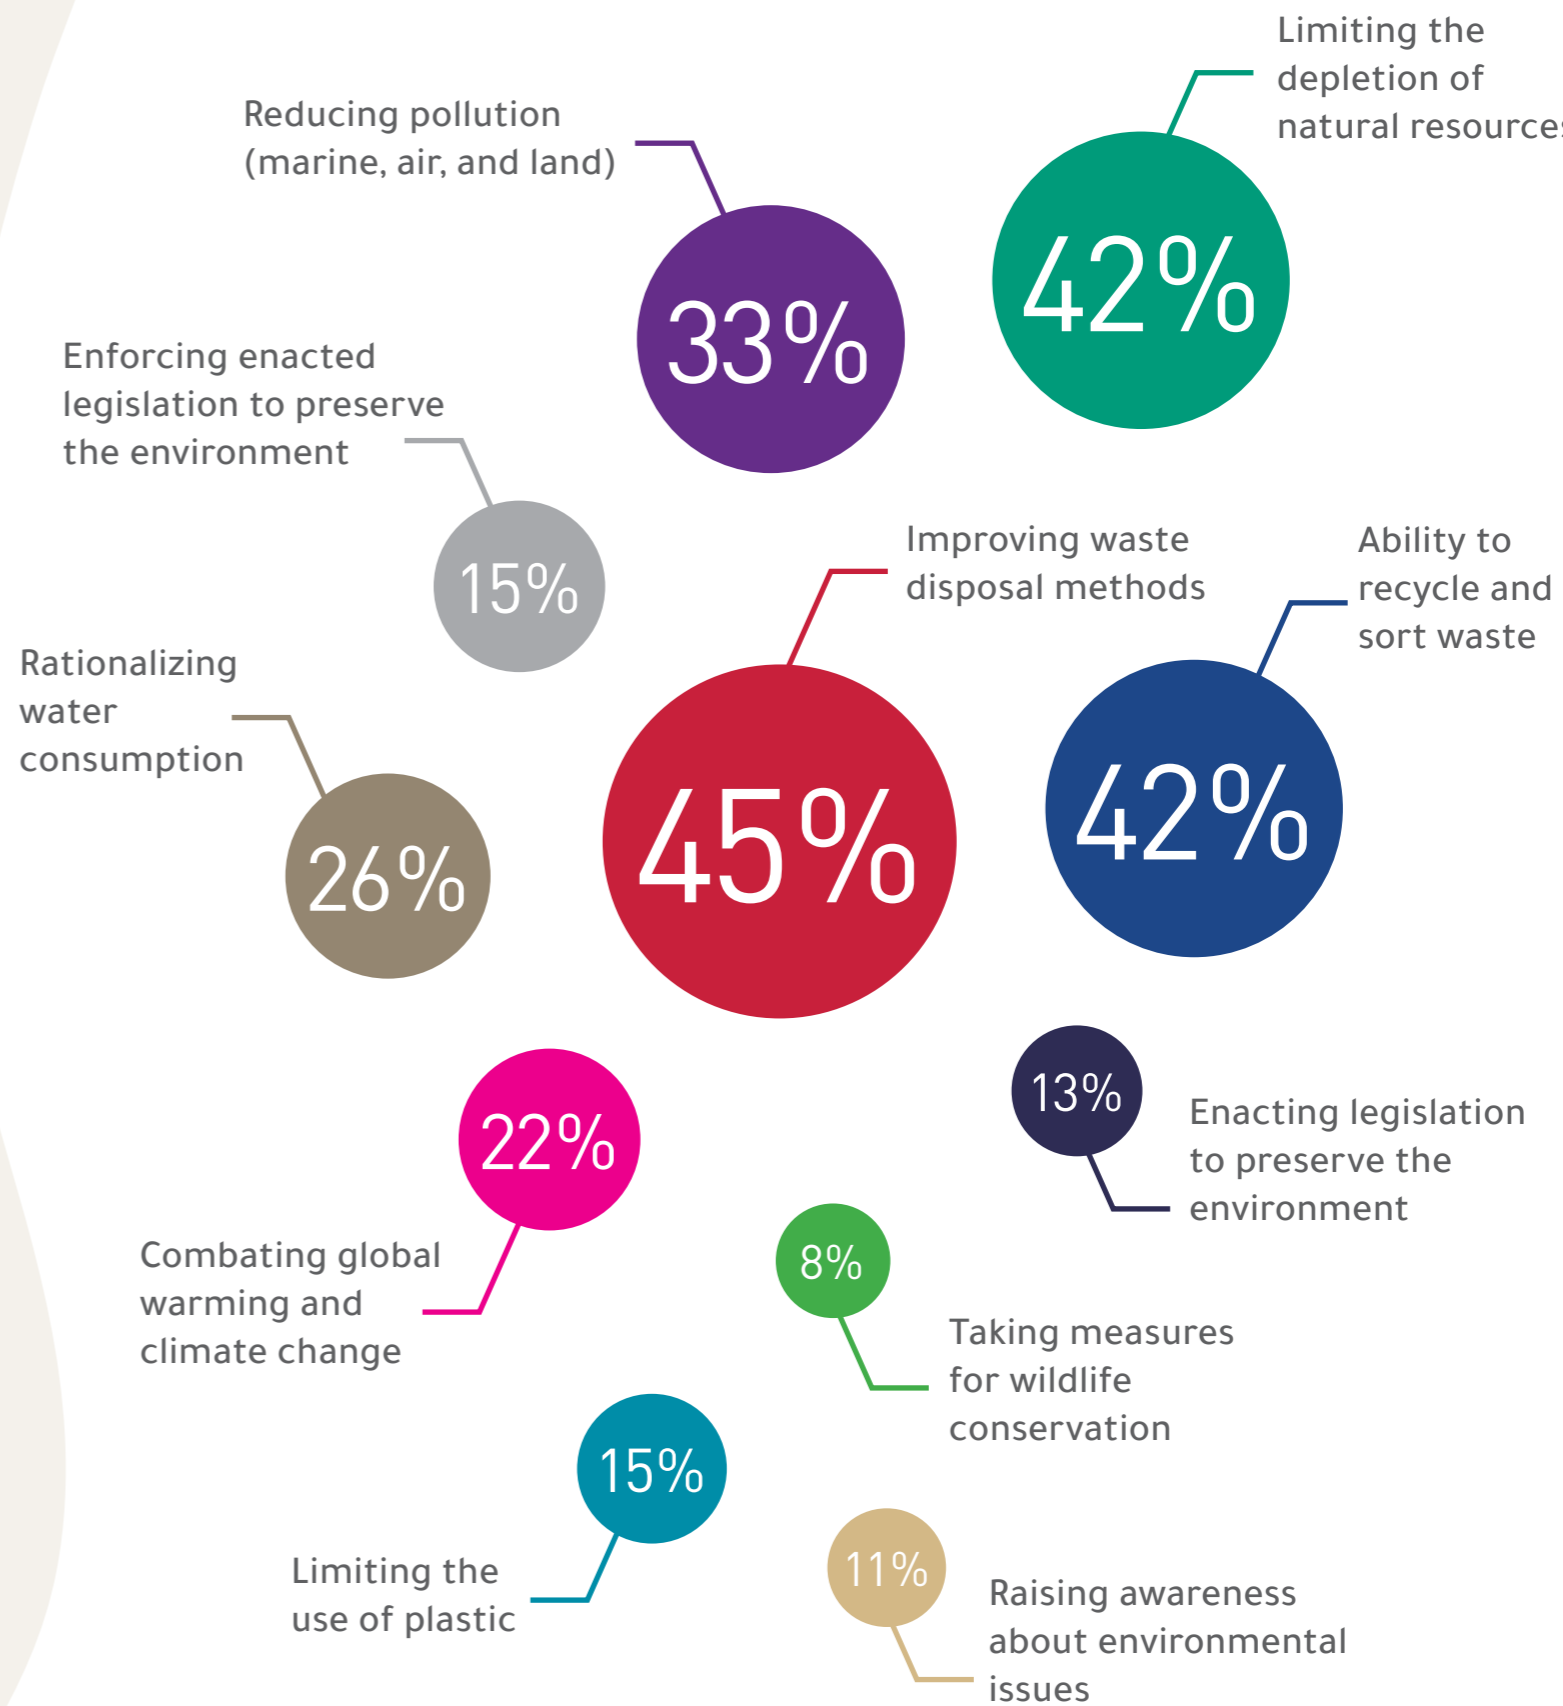 Limiting the
depletion of
natural resources
42%
Reducing pollution
(marine, air, and land)
33%
Enforcing enacted
legislation to preserve
the environment
15%
Improving waste
disposal methods
45%
Ability to
recycle and
sort waste
42%
Rationalizing
water
consumption
26%
22%
Combating global
warming and
climate change
13%
Enacting legislation
to preserve the
environment
8%
Taking measures
for wildlife
conservation
15%
Limiting the
use of plastic
11%
Raising awareness
about environmental
issues